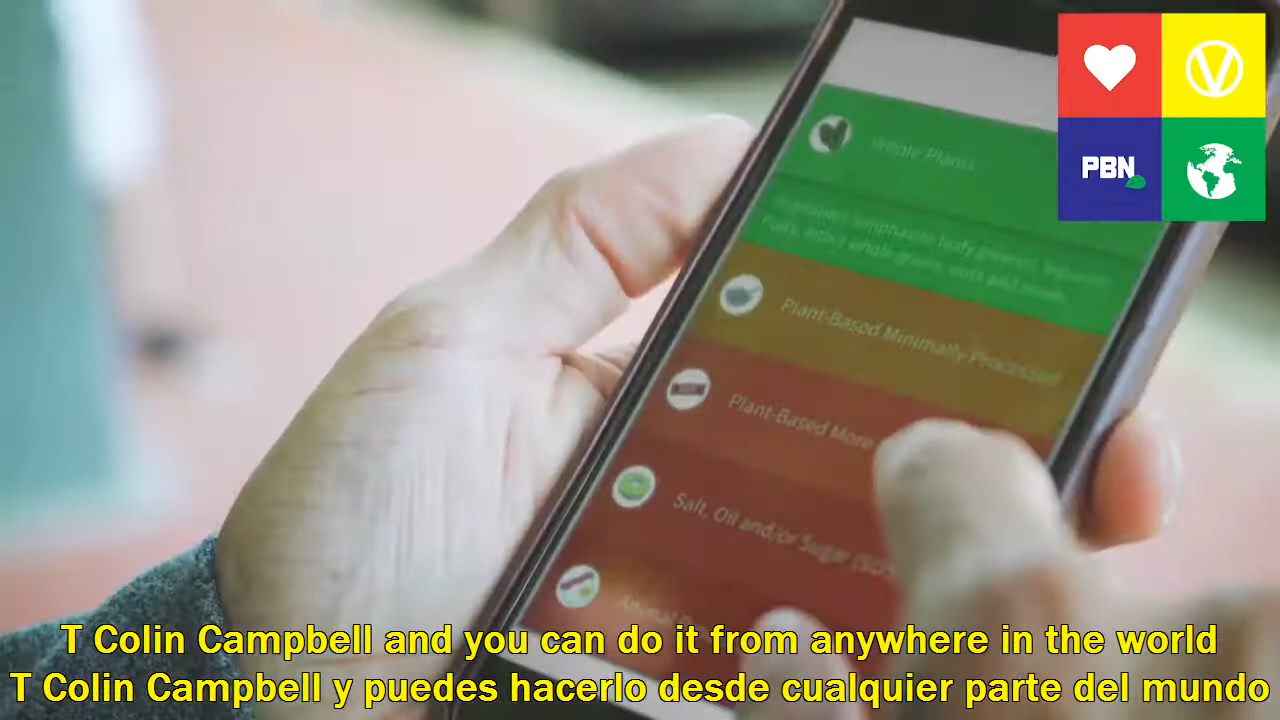 PBN
Whole Plants
Plant-Based Minimally Processed
Plant-Based More
Salt, Oil and/or Sugar (SO
T Colin Campbell and you can do it from anywhere in the world
T Colin Campbell y puedes hacerlo desde cualquier parte del mundo